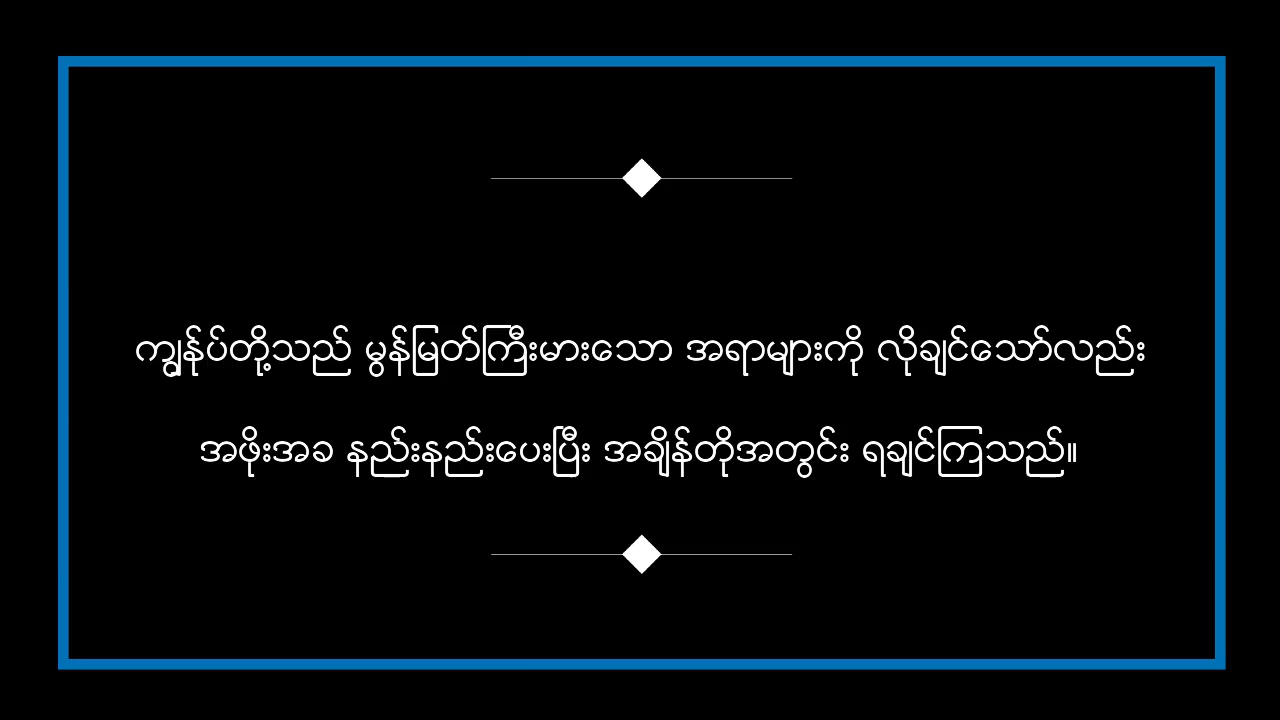 ကျွန်ုပ်တို့သည် မွန်မြတ်ကြီးမားသော အရာများကို လိုချင်သော်လည်း
အဖိုးအခ နည်းနည်းပေးပြီး အချိန်တိုအတွင်း ရချင်ကြသည်။